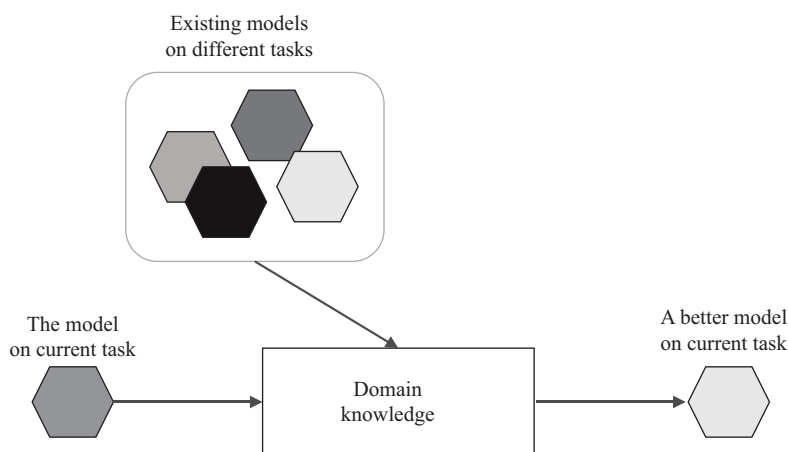 Existing models
on different tasks
The model
on current task
Domain
knowledge
A better model
on current task